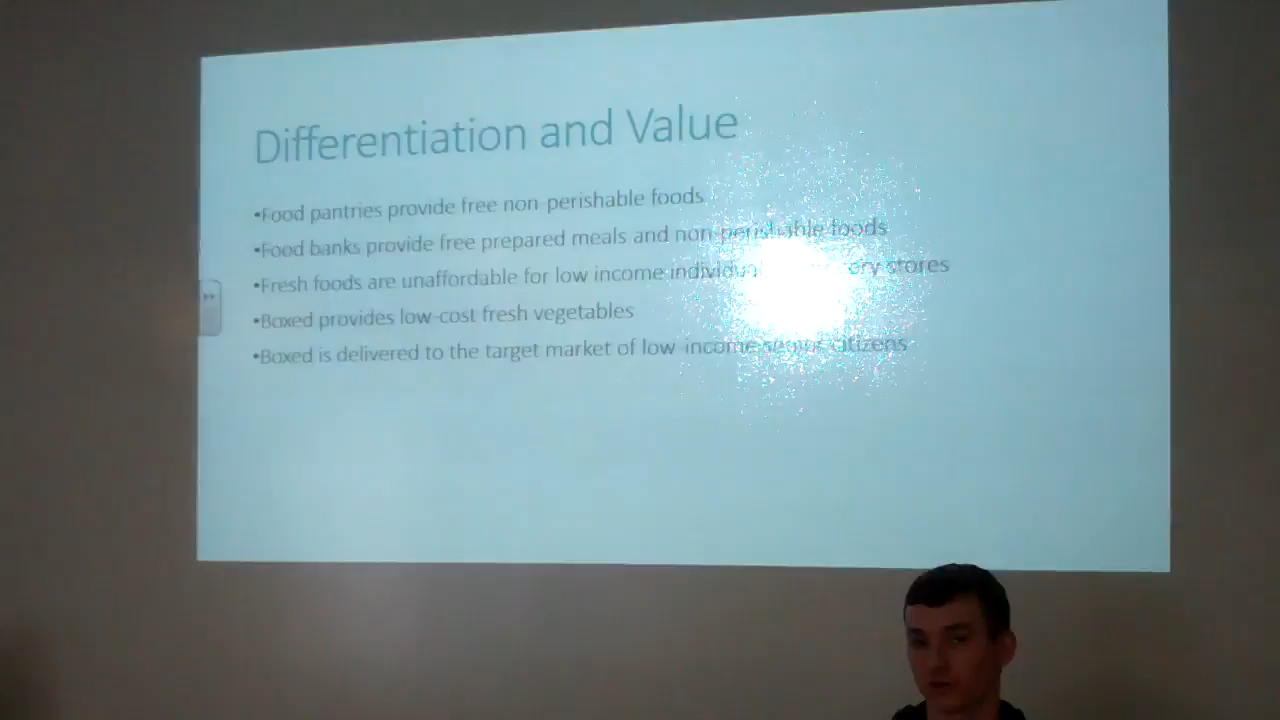 Differentiation and Value
•Food pantries provide free non-perishable foods
•Food banks provide free prepared meals and non-perishable foods
•Fresh foods are unaffordable for low income stores
•Boxed provides low-cost fresh vegetables
•Boxed is delivered to the target market of low-income senior citizens